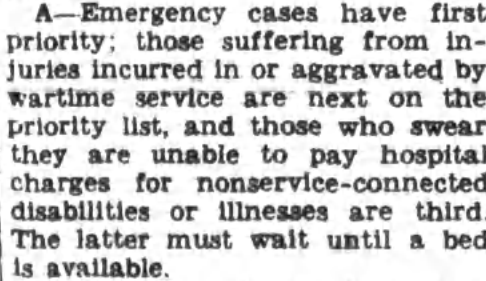 A—Emergency cases have first
priority; those suffering from in-
juries incurred in or aggravated by
wartime service are next on the
priority list, and those who swear
they are unable to pay hospital
charges for nonservice-connected
disabilities or illnesses are third.
The latter must wait until a bed
is available.